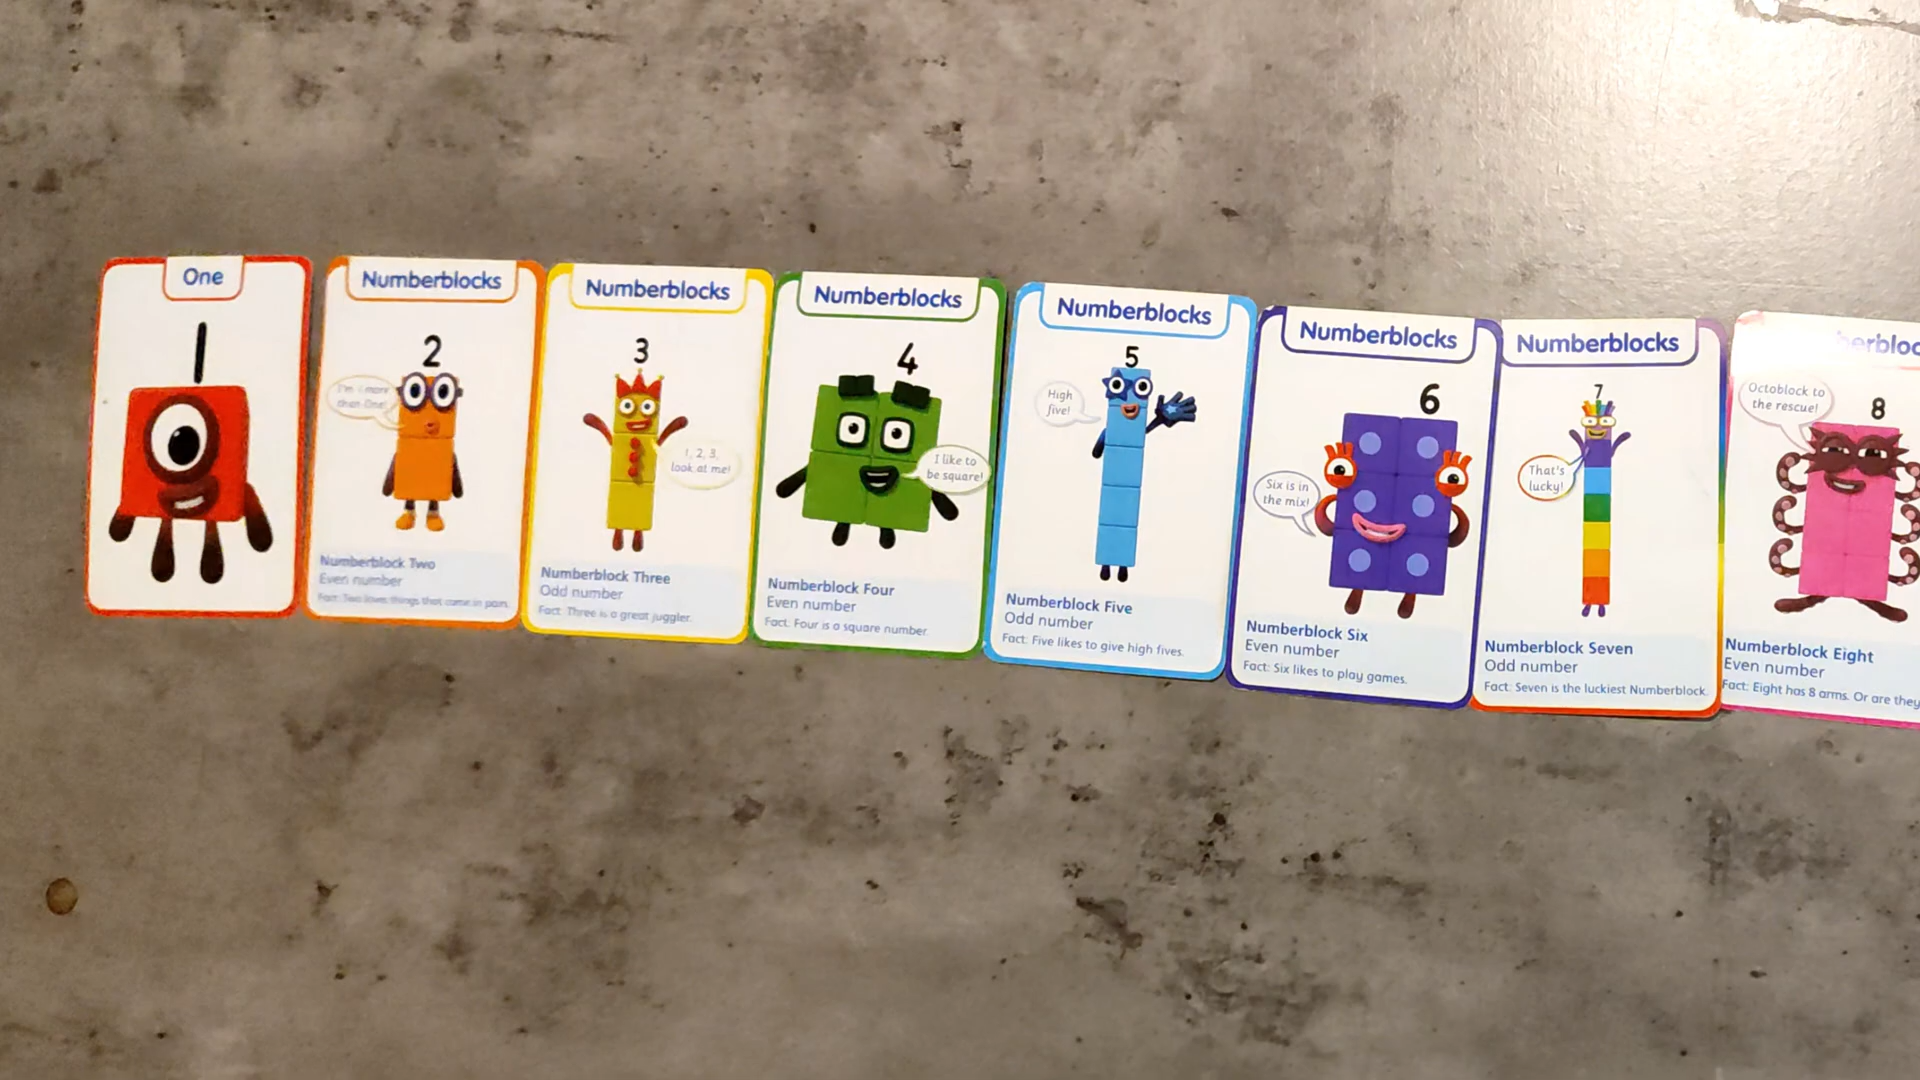 One
1
Numberblocks
2
I'm 1 more
than One!
Numberblock Two
Even number
Fact: Two loves things that come in pairs.
Numberblocks
3
1, 2, 3,
look at me!
Numberblock Three
Odd number
Fact: Three is a great juggler.
Numberblocks
4
I like to
be square!
Numberblock Four
Even number
Fact: Four is a square number.
Numberblocks
5
High
five!
Numberblock Five
Odd number
Fact: Five likes to give high fives.
Numberblocks
6
Six is in
the mix!
Numberblock Six
Even number
Fact: Six likes to play games.
Numberblocks
7
That's
lucky!
Numberblock Seven
Odd number
Fact: Seven is the luckiest Numberblock.
Octoblock to
the rescue!
8
Numberblock Eight
Even number
Fact: Eight has 8 arms. Or are they